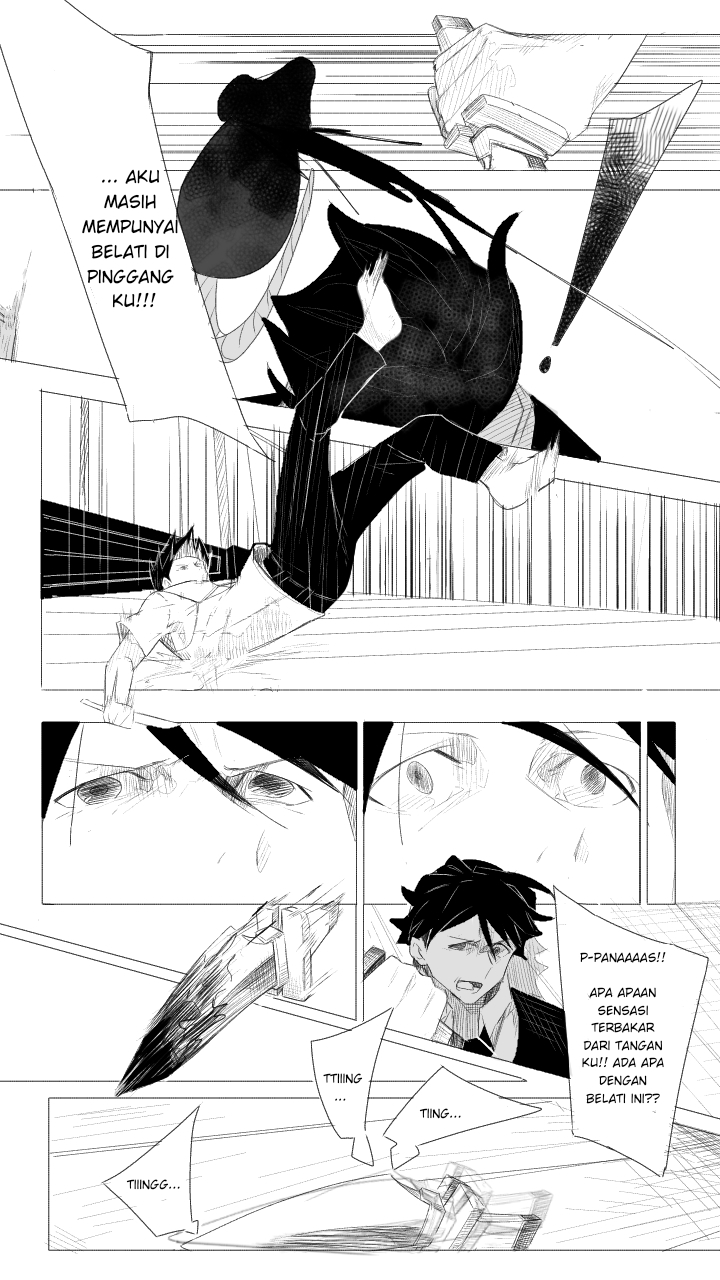 ... AKU
MASIH
MEMPUNYAI
BELATI DI
PINGGANG
KU!!!
P-PANAAAAS!!
APA APAAN
SENSASI
TERBAKAR
DARI TANGAN
KU!! ADA APA
DENGAN
BELATI INI??
TTIIING
...
TIING...
TIIINGG...